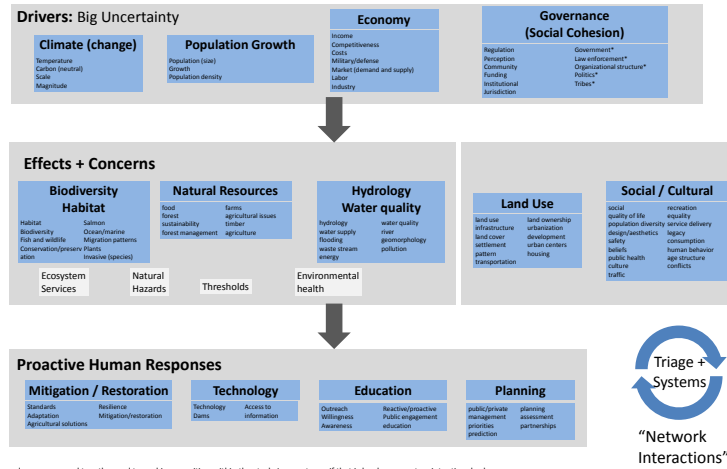 Drivers: Big Uncertainty
Climate (change)
Temperature
Carbon (neutral)
Scale
Magnitude
Population Growth
Population (size)
Growth
Population density
Economy
Income
Competitiveness
Costs
Military/defense
Market (demand and supply)
Labor
Industry
Governance
(Social Cohesion)
Regulation
Perception
Community
Funding
Institutional
Jurisdiction
Government*
Law enforcement*
Organizational structure*
Politics*
Tribes*
Effects + Concerns
Biodiversity
Habitat
Habitat
Biodiversity
Fish and wildlife
Conservation/preserv
ation
Salmon
Ocean/marine
Migration patterns
Plants
Invasive (species)
Natural Resources
food
forest
sustainability
forest management
farms
agricultural issues
timber
agriculture
Hydrology
Water quality
hydrology
water supply
flooding
waste stream
energy
water quality
river
geomorphology
pollution
Ecosystem
Services
Natural
Hazards
Thresholds
Environmental
health
Land Use
land use
infrastructure
land cover
settlement
pattern
transportation
land ownership
urbanization
development
urban centers
housing
Social / Cultural
social
quality of life
population diversity
design/aesthetics
safety
beliefs
public health
culture
traffic
recreation
equality
service delivery
legacy
consumption
human behavior
age structure
conflicts
Proactive Human Responses
Mitigation / Restoration
Standards
Adaptation
Agricultural solutions
Resilience
Mitigation/restoration
Technology
Technology
Dams
Access to
information
Education
Outreach
Willingness
Awareness
Reactive/proactive
Public engagement
education
Planning
public/private
management
priorities
prediction
planning
assessment
partnerships
Triage +
Systems
"Network
Interactions"